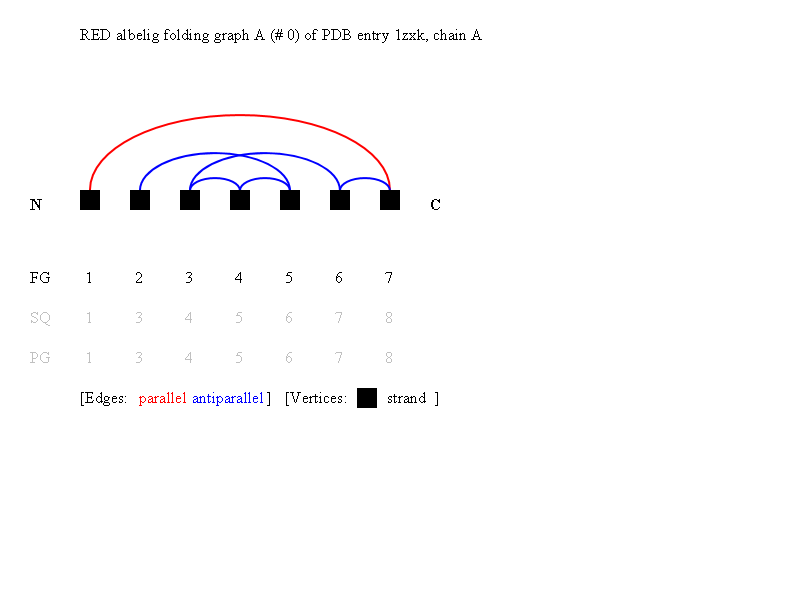 RED albelig folding graph A (# 0) of PDB entry 1zxk, chain A
N C
FG 1 2 3 4 5 6 7
SQ 1 3 4 5 6 7 8
PG 1 3 4 5 6 7 8
[Edges: parallel antiparallel] [Vertices: strand ]